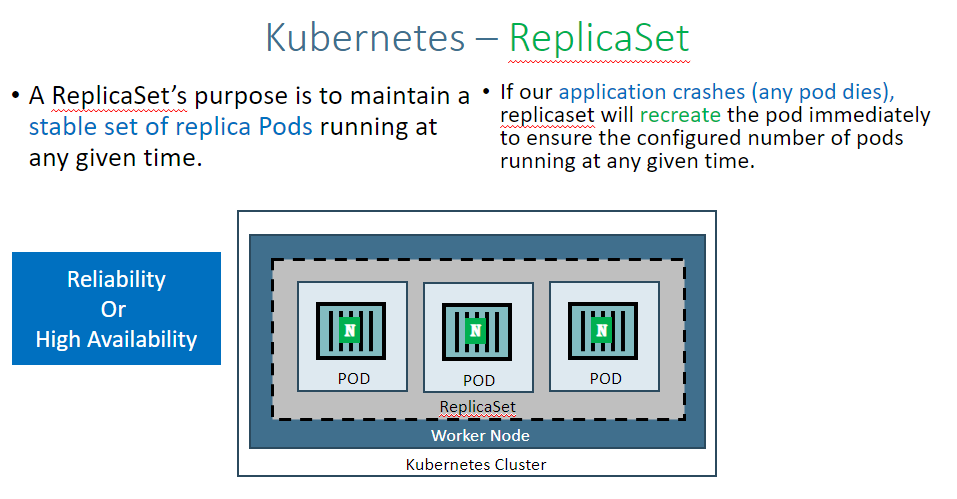 Kubernetes – ReplicaSet
• A ReplicaSet’s purpose is to maintain a
stable set of replica Pods running at
any given time.
• If our application crashes (any pod dies),
replicaset will recreate the pod immediately
to ensure the configured number of pods
running at any given time.
Reliability
Or
High Availability
N
N
N
POD
POD
POD
ReplicaSet
Worker Node
Kubernetes Cluster